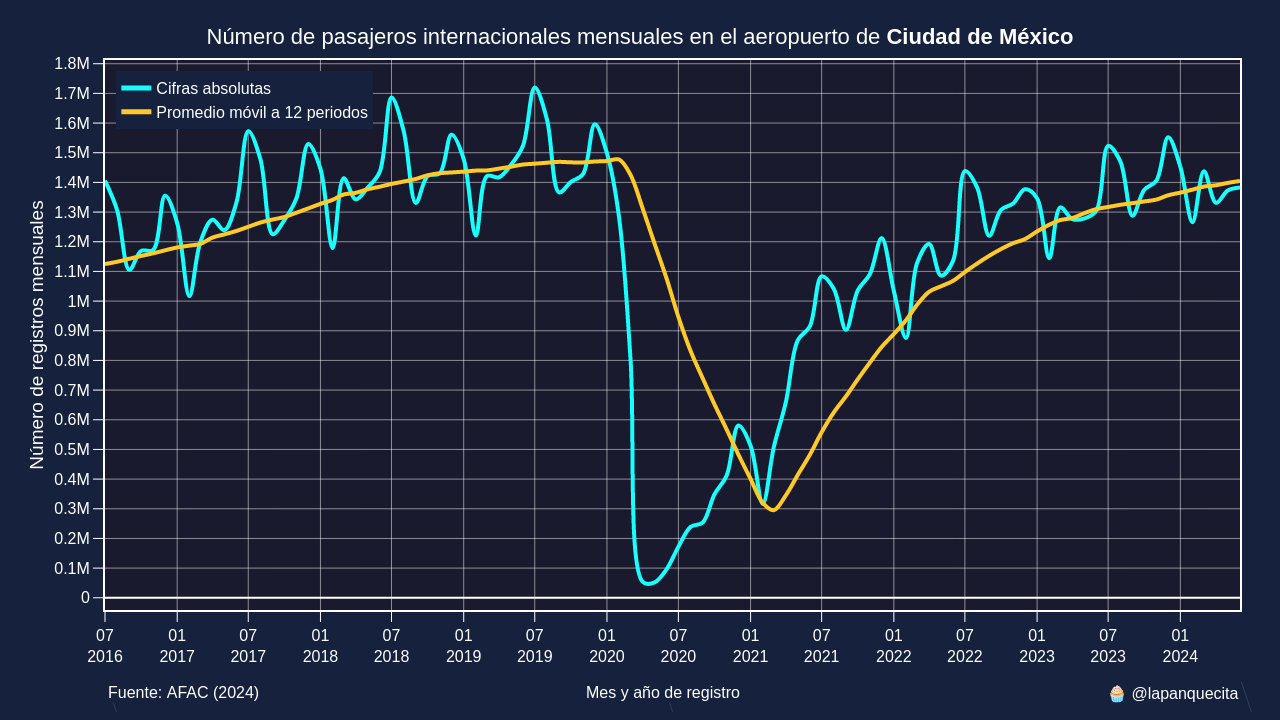 Número de pasajeros internacionales mensuales en el aeropuerto de Ciudad de México
Cifras absolutas
Promedio móvil a 12 periodos
Número de registros mensuales
1.8M
1.7M
1.6M
1.5M
1.4M
1.3M
1.2M
1.1M
1M
0.9M
0.8M
0.7M
0.6M
0.5M
0.4M
0.3M
0.2M
0.1M
0
07 01 07 01 07 01 07 01 07 01 07 01 07 01 07 01
2016 2017 2017 2018 2018 2019 2019 2020 2020 2021 2021 2022 2022 2023 2023 2024
Fuente: AFAC (2024) Mes y año de registro 🧁 @lapanquecita